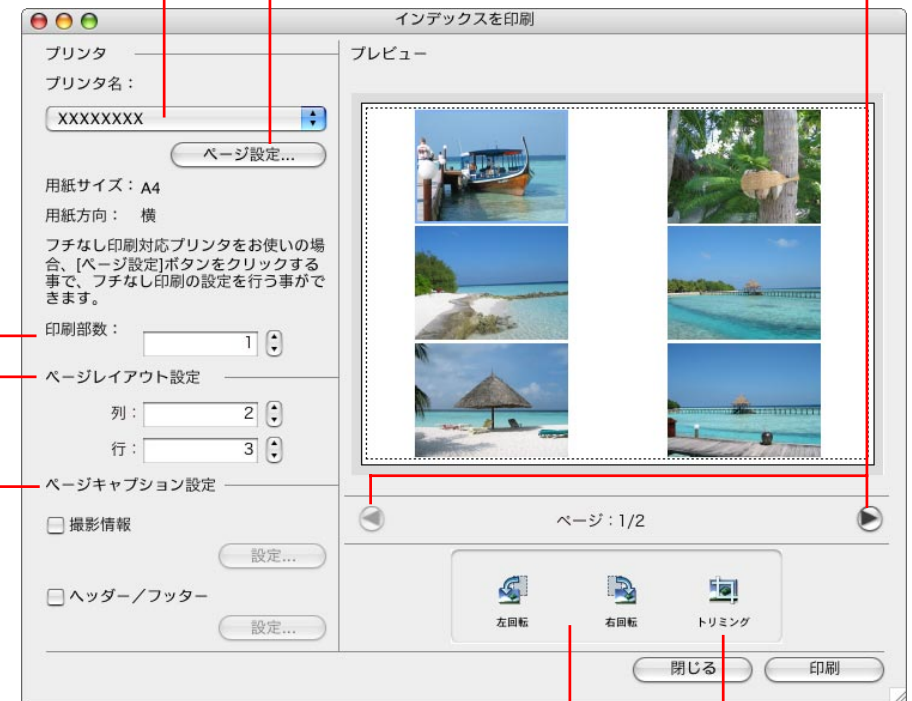 インデックスを印刷
プリンタ
プリンタ名：
XXXXXXXX
ページ設定...
用紙サイズ：A4
用紙方向： 横
フチなし印刷対応プリンタをお使いの場
合、[ページ設定]ボタンをクリックする
事で、フチなし印刷の設定を行う事がで
きます。
印刷部数： 1
ページレイアウト設定
列： 2
行： 3
ページキャプション設定
撮影情報
設定...
ヘッダー／フッター
設定...
プレビュー
ページ：1/2
左回転 右回転 トリミング
閉じる 印刷